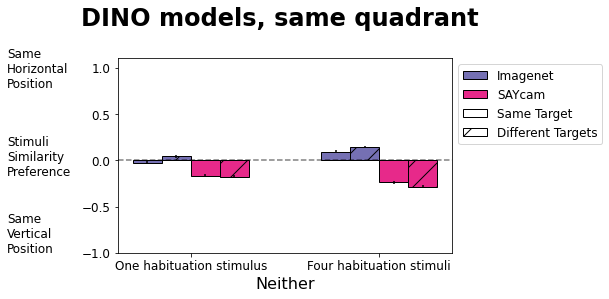 DINO models, same quadrant
Same
Horizontal
Position
Stimuli
Similarity
Preference
Same
Vertical
Position
1.0
0.5
0.0
−0.5
−1.0
One habituation stimulus
Four habituation stimuli
Neither
Imagenet
SAYcam
Same Target
Different Targets